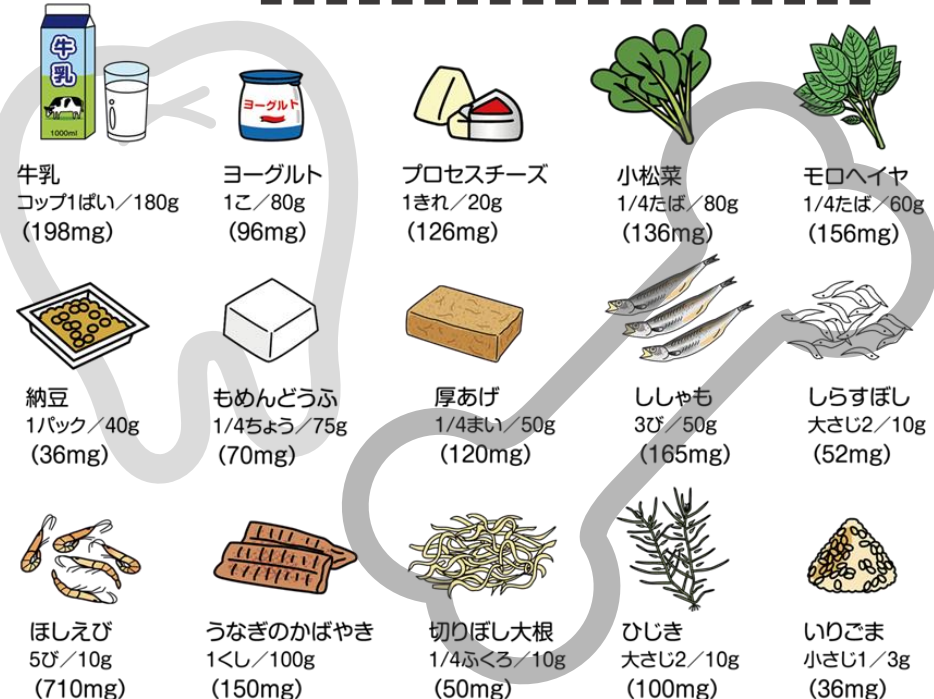 牛乳
1000ml
ヨーグルト
牛乳
コップ1ぱい／180g
(198mg)
ヨーグルト
1こ／80g
(96mg)
プロセスチーズ
1きれ／20g
(126mg)
小松菜
1/4たば／80g
(136mg)
モロヘイヤ
1/4たば／60g
(156mg)
納豆
1パック／40g
(36mg)
もめんどうふ
1/4ちょう／75g
(70mg)
厚あげ
1/4まい／50g
(120mg)
ししゃも
3び／50g
(165mg)
しらすぼし
大さじ2／10g
(52mg)
ほしえび
5び／10g
(710mg)
うなぎのかばやき
1くし／100g
(150mg)
切りぼし大根
1/4ふくろ／10g
(50mg)
ひじき
大さじ2／10g
(100mg)
いりごま
小さじ1／3g
(36mg)